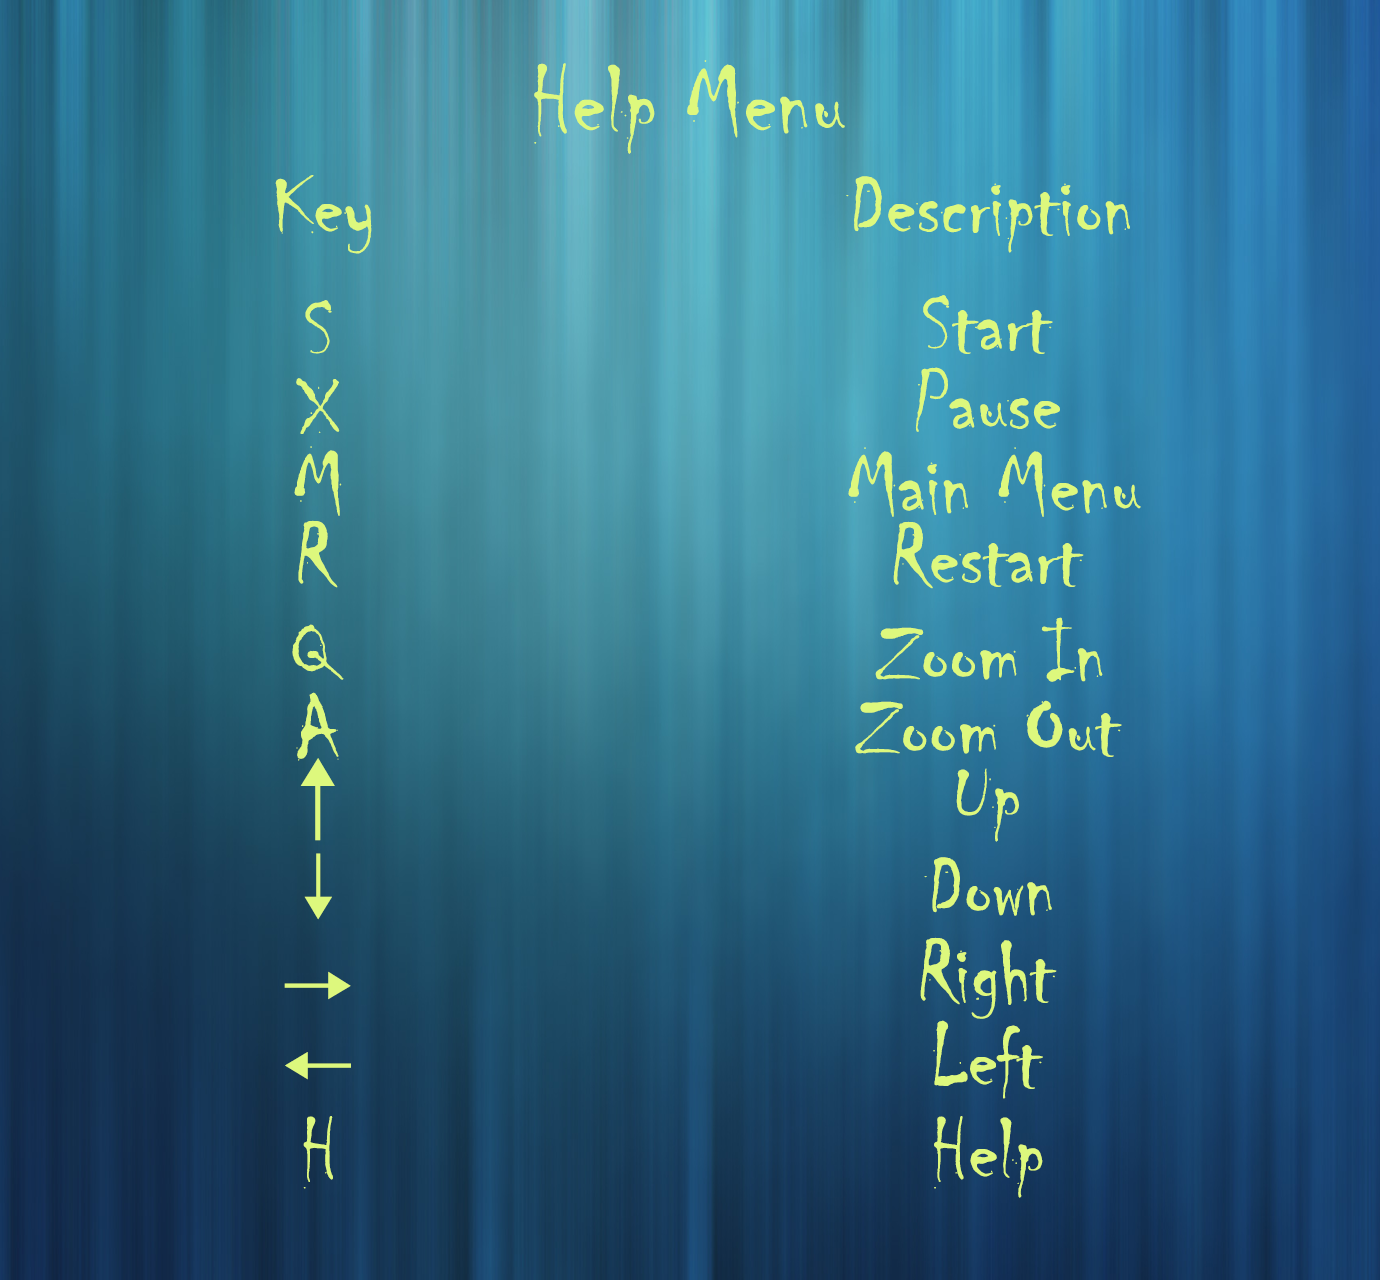 Help Menu
Key Description
S Start
X Pause
M Main Menu
R Restart
Q Zoom In
A Zoom Out
↑ Up
↓ Down
→ Right
← Left
H Help